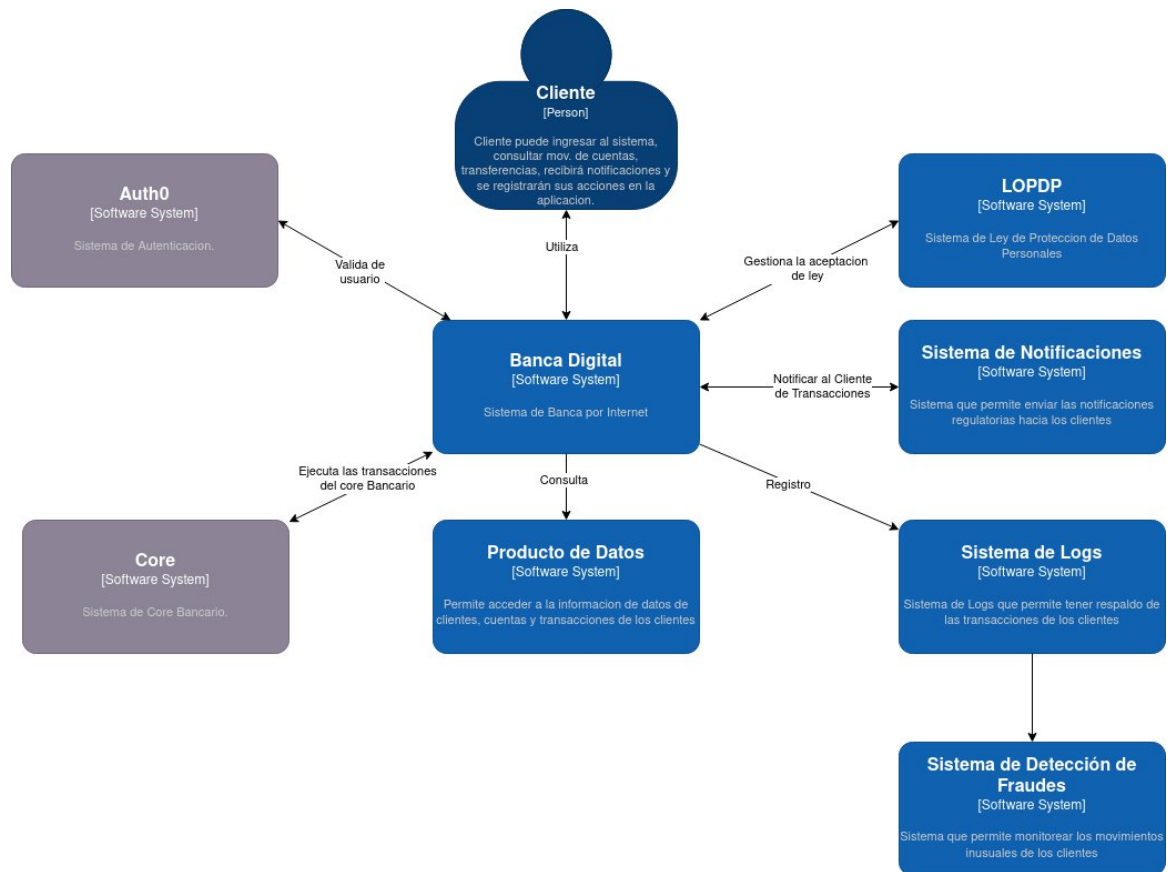 Cliente
[Person]
Cliente puede ingresar al sistema,
consultar mov. de cuentas,
transferencias, recibirá notificaciones y
se registrarán sus acciones en la
aplicacion.
Auth0
[Software System]
Sistema de Autenticacion.
LOPDP
[Software System]
Sistema de Ley de Proteccion de Datos
Personales
Valida de
usuario
Utiliza
Gestiona la aceptacion
de ley
Banca Digital
[Software System]
Sistema de Banca por Internet
Notificar al Cliente
de Transacciones
Sistema de Notificaciones
[Software System]
Sistema que permite enviar las notificaciones
regulatorias hacia los clientes
Ejecuta las transacciones
del core Bancario
Consulta
Registro
Core
[Software System]
Sistema de Core Bancario.
Producto de Datos
[Software System]
Permite acceder a la informacion de datos de
clientes, cuentas y transacciones de los clientes
Sistema de Logs
[Software System]
Sistema de Logs que permite tener respaldo de
las transacciones de los clientes
Sistema de Detección de
Fraudes
[Software System]
Sistema que permite monitorear los movimientos
inusuales de los clientes